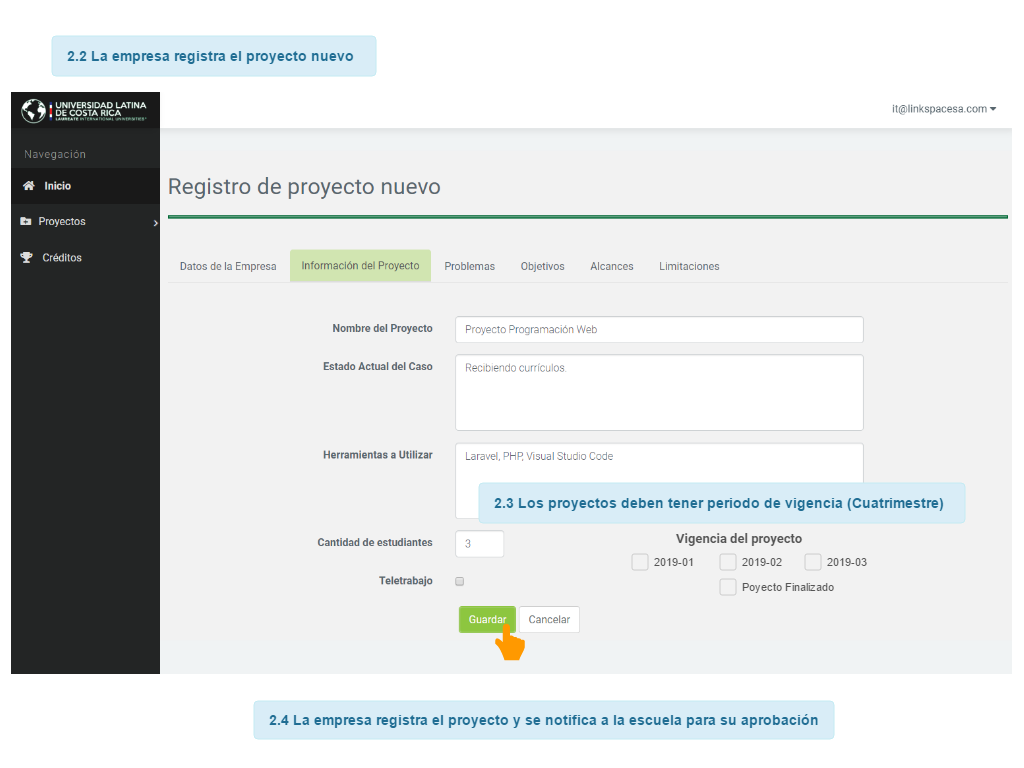 2.2 La empresa registra el proyecto nuevo
UNIVERSIDAD LATINA
DE COSTA RICA
LAUREATE INTERNATIONAL UNIVERSITIES
it@linkspacesa.com
Navegación
Inicio
Proyectos
Créditos
Registro de proyecto nuevo
Datos de la Empresa Información del Proyecto Problemas Objetivos Alcances Limitaciones
Nombre del Proyecto Proyecto Programación Web
Estado Actual del Caso Recibiendo currículos.
Herramientas a Utilizar Laravel, PHP, Visual Studio Code
2.3 Los proyectos deben tener periodo de vigencia (Cuatrimestre)
Cantidad de estudiantes 3 Vigencia del proyecto
2019-01 2019-02 2019-03
Teletrabajo Poyecto Finalizado
Guardar Cancelar
2.4 La empresa registra el proyecto y se notifica a la escuela para su aprobación